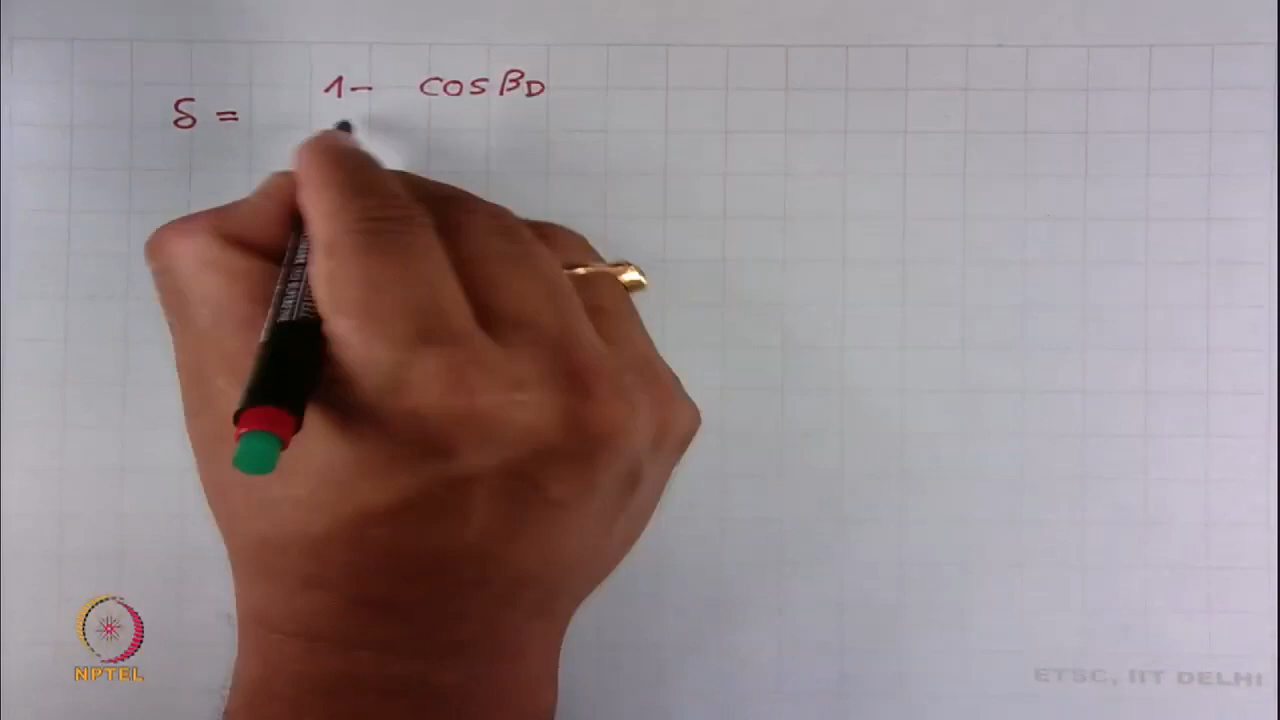 δ = 1- cos βD
NPTEL
ETSC, IIT DELHI